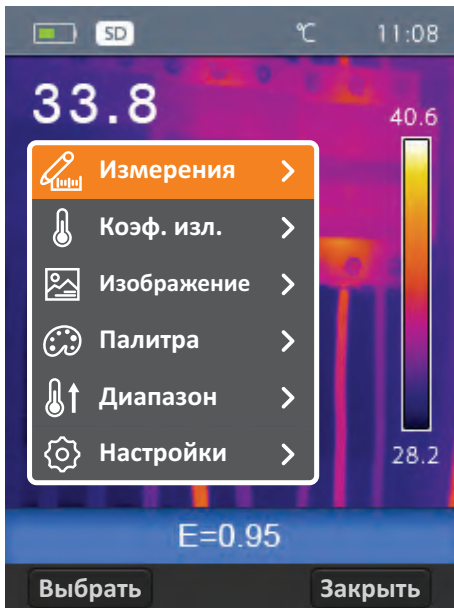 SD ℃ 11:08
33.8
40.6
Измерения
Коэф. изл.
Изображение
Палитра
Диапазон
Настройки
28.2
E=0.95
Выбрать Закрыть